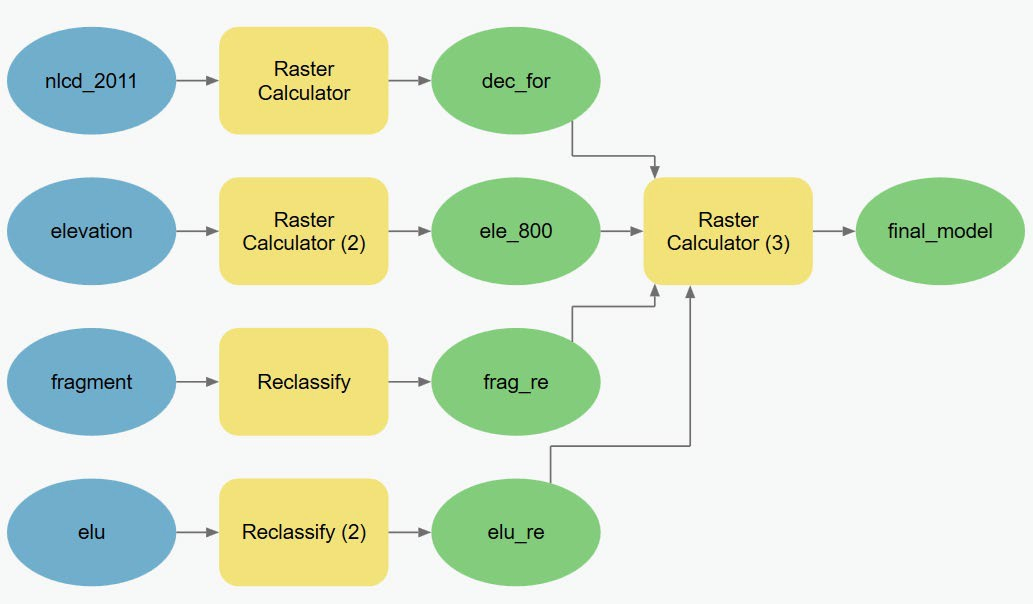 nlcd_2011
Raster
Calculator
dec_for
elevation
Raster
Calculator (2)
ele_800
Raster
Calculator (3)
final_model
fragment
Reclassify
frag_re
elu
Reclassify (2)
elu_re